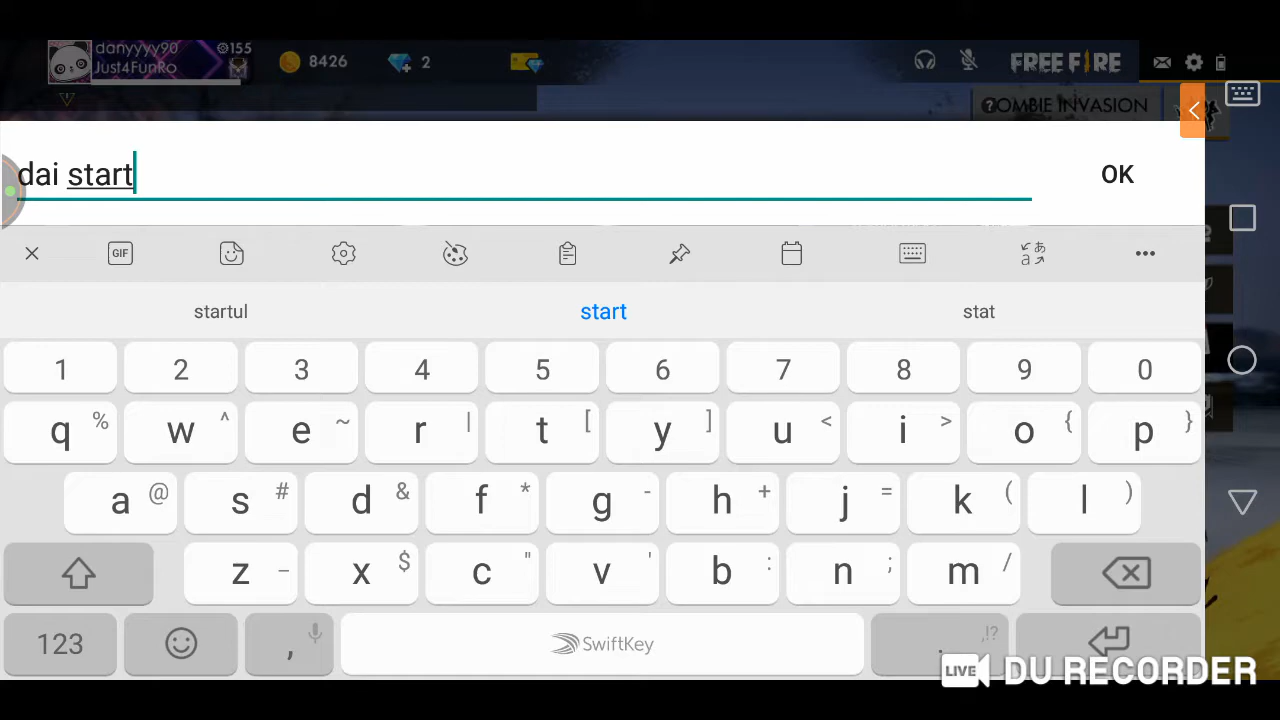 danyyyy90
155
Just4FunRo
8426
2
FREE FIRE
ZOMBIE INVASION
dai start
OK
GIF
startul
start
stat
1 2 3 4 5 6 7 8 9 0
q % w ^ e ~ r | t [ y ] u < i > o { p }
a @ s # d & f * g - h + j = k ( l )
z _ x $ c " v ' b : n ; m /
123 , SwiftKey . ,!?
LIVE DU RECORDER